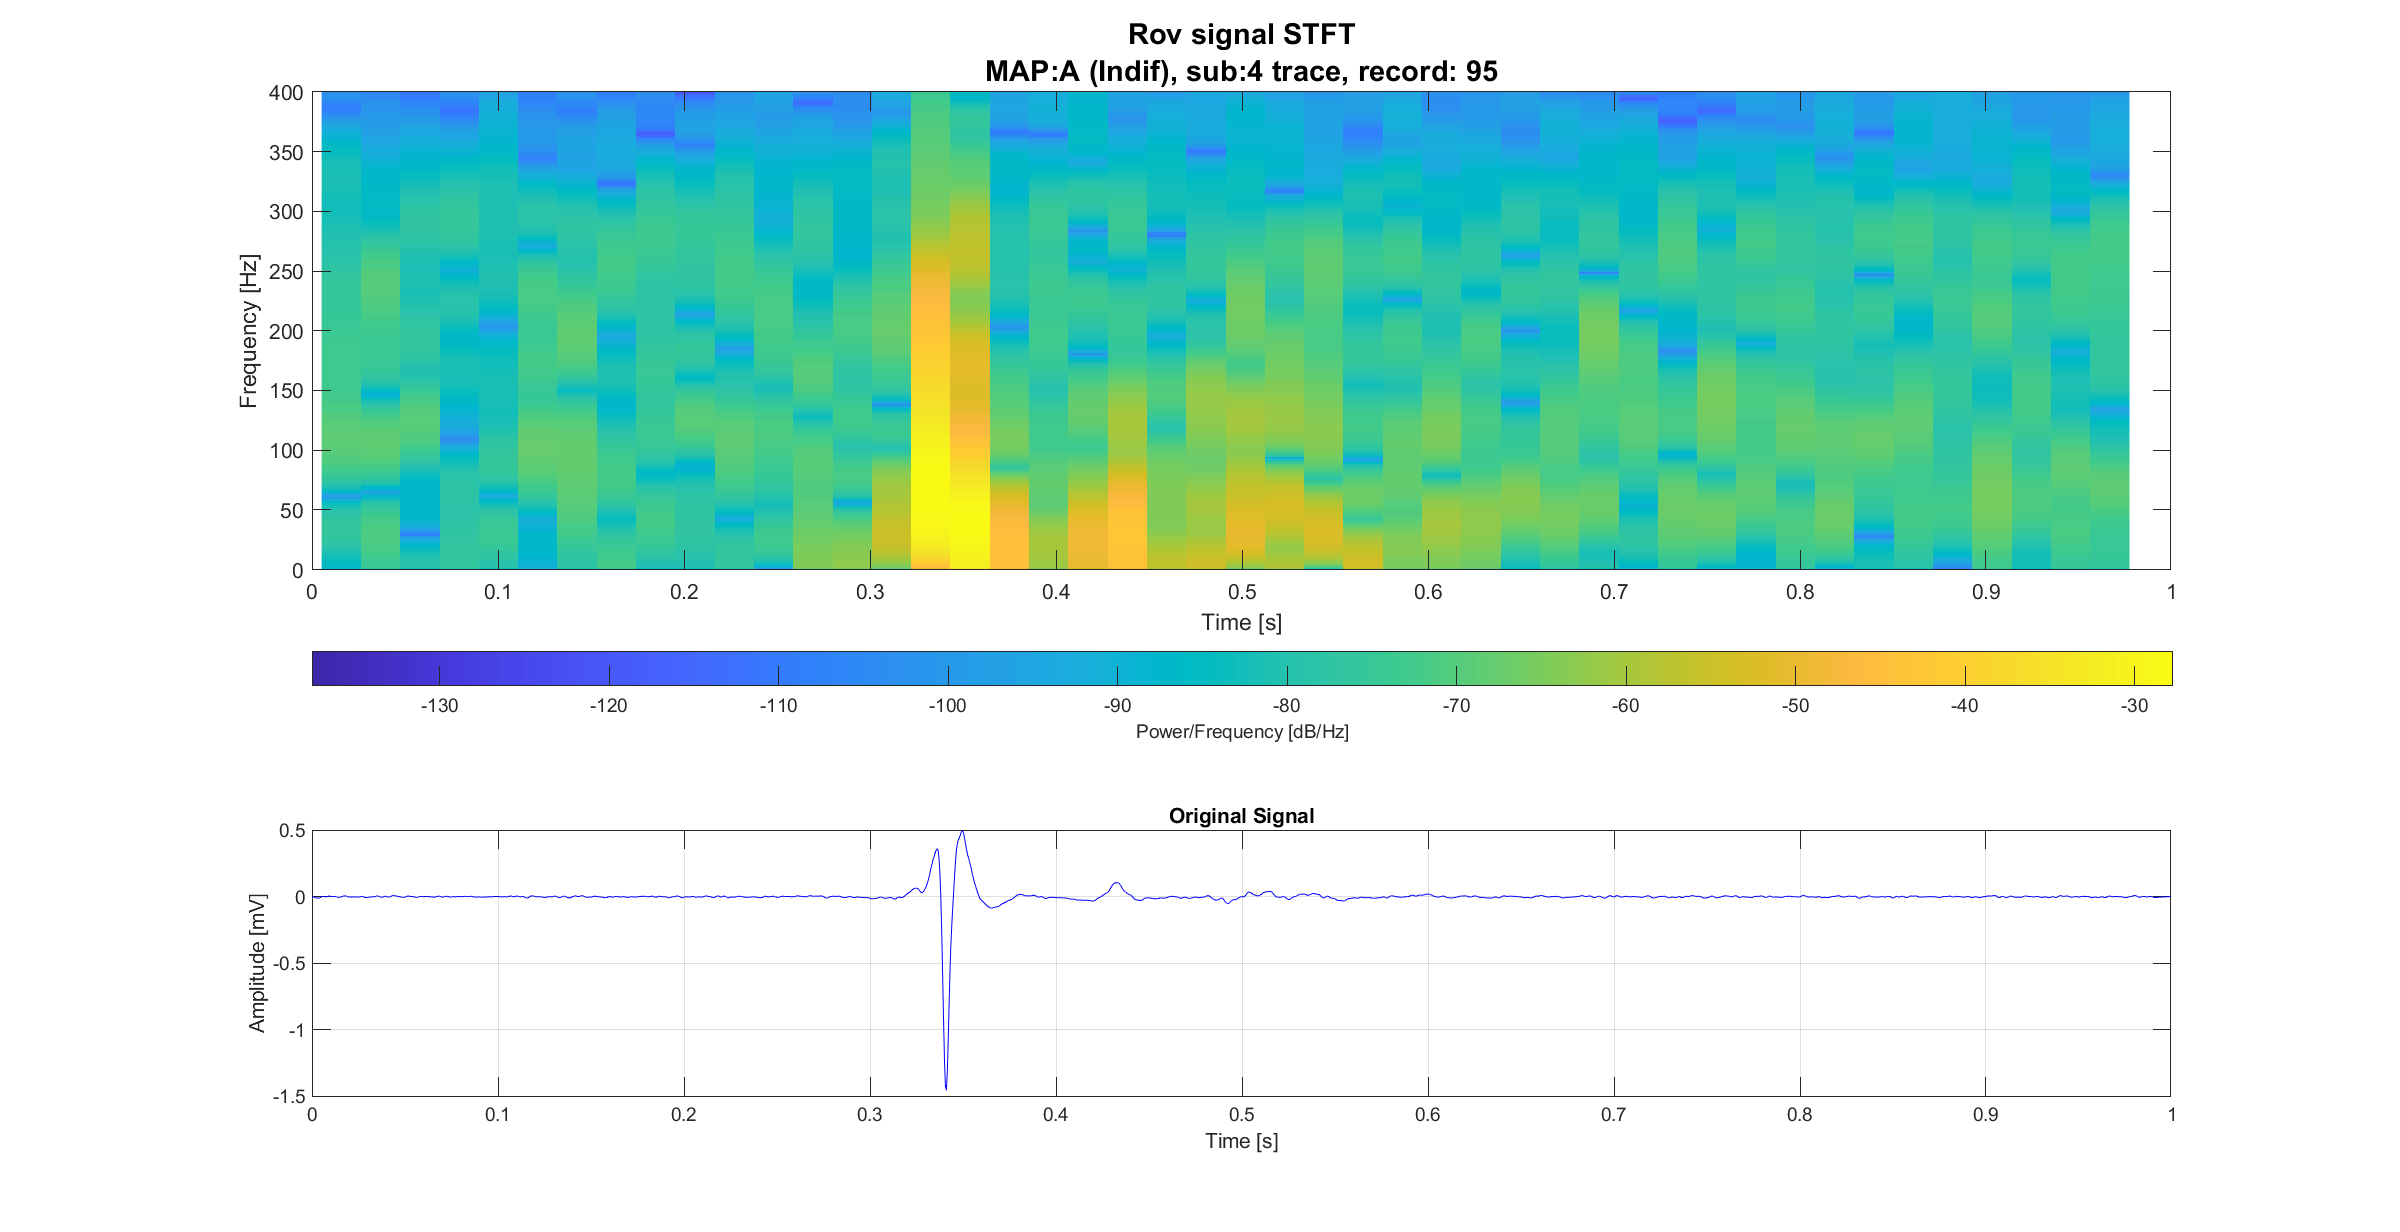 Rov signal STFT
MAP:A (Indif), sub:4 trace, record: 95
400
350
300
250
200
150
100
50
0
Frequency [Hz]
0 0.1 0.2 0.3 0.4 0.5 0.6 0.7 0.8 0.9 1
Time [s]
-130 -120 -110 -100 -90 -80 -70 -60 -50 -40 -30
Power/Frequency [dB/Hz]
Original Signal
0.5
0
-0.5
-1
-1.5
Amplitude [mV]
0 0.1 0.2 0.3 0.4 0.5 0.6 0.7 0.8 0.9 1
Time [s]